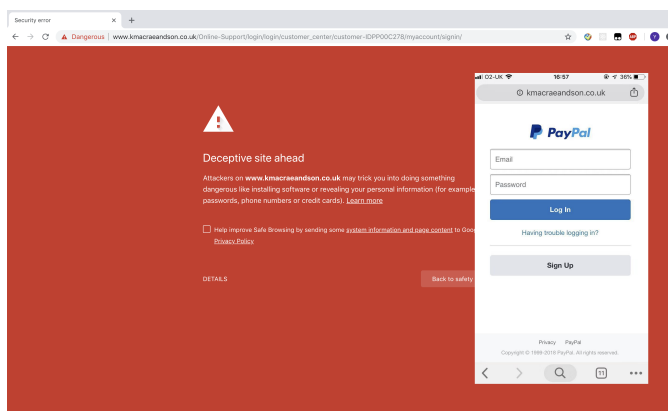 Security error
Dangerous | www.kmacraeandson.co.uk/Online-Support/login/login/customer_center/customer-IDPP00C278/myaccount/signin/
Deceptive site ahead
Attackers on www.kmacraeandson.co.uk may trick you into doing something
dangerous like installing software or revealing your personal information (for example
passwords, phone numbers or credit cards). Learn more
Help improve Safe Browsing by sending some system information and page content to Goo
Privacy Policy
DETAILS
Back to safety
O2-UK
16:57
36%
kmacraeandson.co.uk
PayPal
Email
Password
Log In
Having trouble logging in?
Sign Up
Privacy PayPal
Copyright © 1999-2018 PayPal. All rights reserved.
11